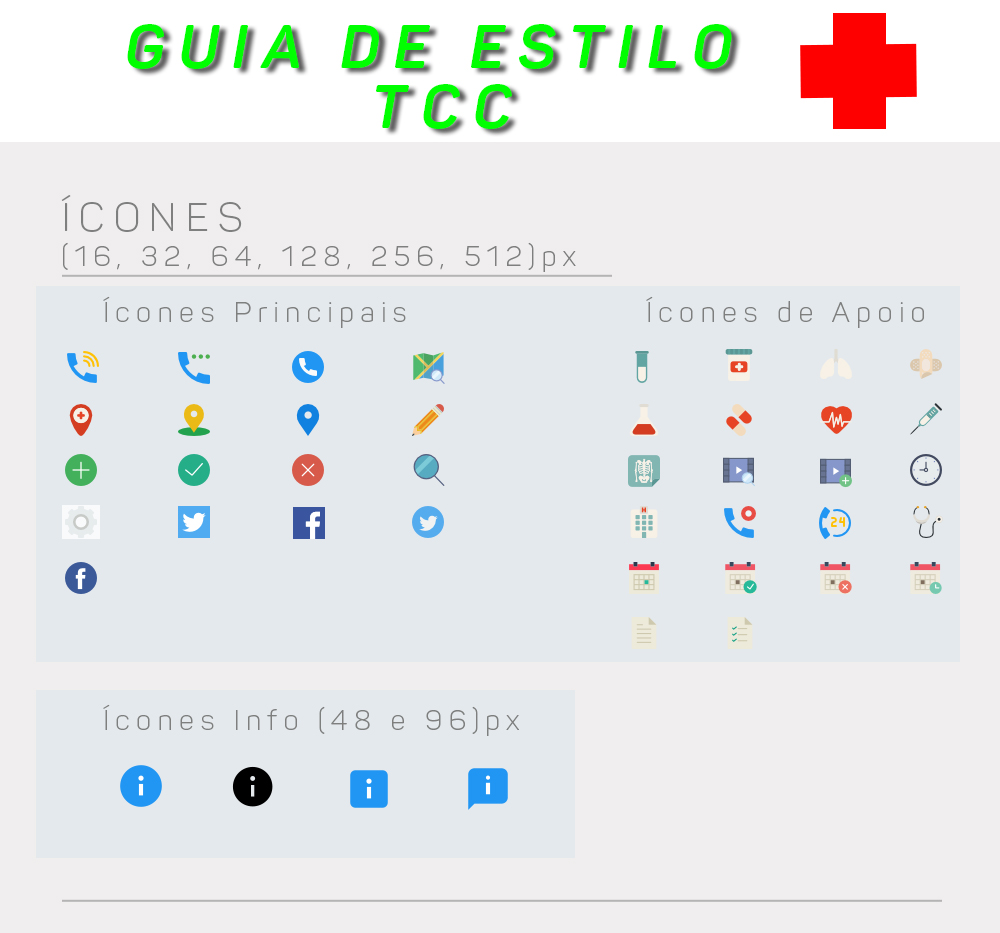 GUIA DE ESTILO
TCC
ÍCONES
(16, 32, 64, 128, 256, 512)px
Ícones Principais
Ícones de Apoio
H
24
Ícones Info (48 e 96)px
i
i
i
i